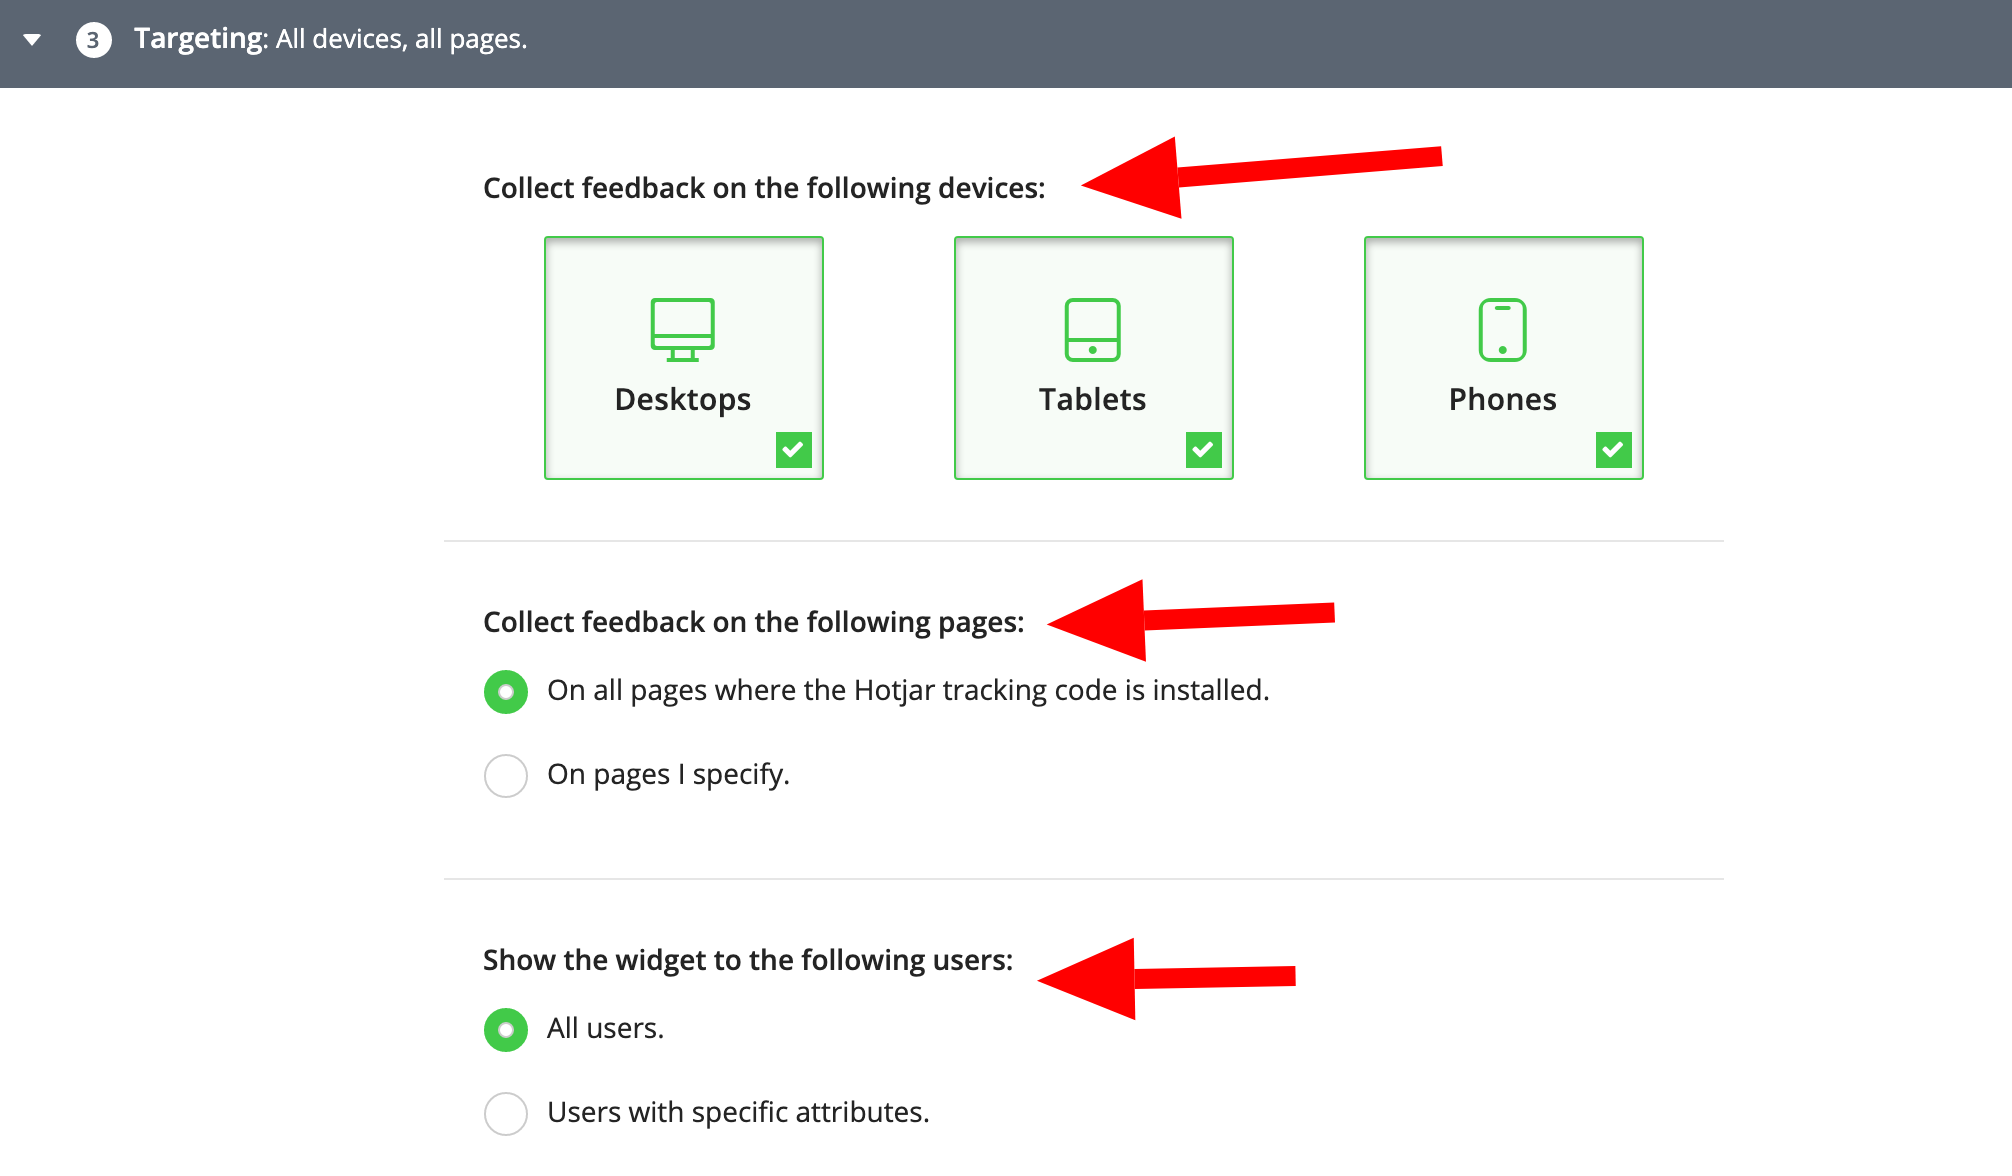 3 Targeting: All devices, all pages.
Collect feedback on the following devices:
Desktops Tablets Phones
Collect feedback on the following pages:
On all pages where the Hotjar tracking code is installed.
On pages I specify.
Show the widget to the following users:
All users.
Users with specific attributes.